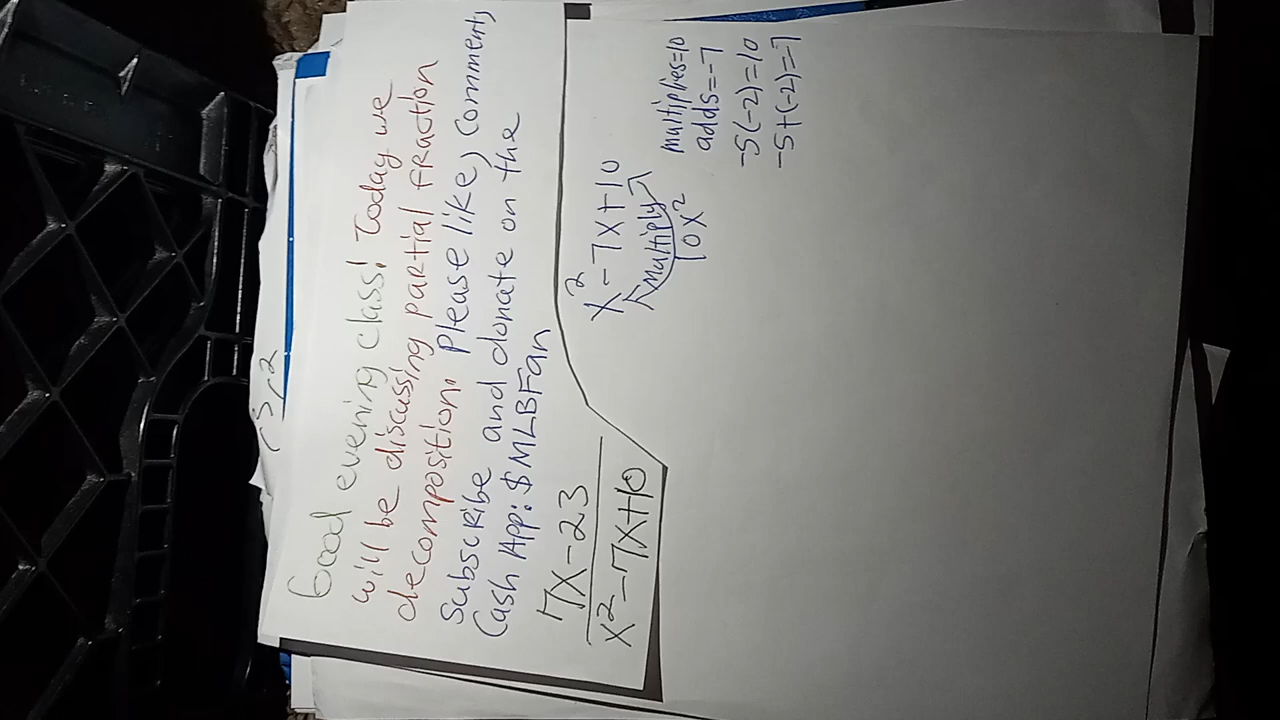 Good evening class! Today we
will be discussing partial fraction
decomposition. Please like, comment,
subscribe and donate on the
Cash App: $MLBFan
7x-23
x²-7x+10
x²-7x+10
multiply
10x²
multiplies=10
adds=-7
-5(-2)=10
-5+(-2)=-7